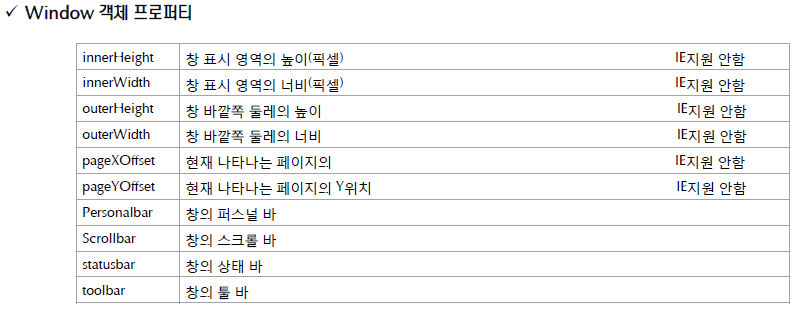 ✓ Window 객체 프로퍼티
innerHeight 창 표시 영역의 높이(픽셀) IE지원 안함
innerWidth 창 표시 영역의 너비(픽셀) IE지원 안함
outerHeight 창 바깥쪽 둘레의 높이 IE지원 안함
outerWidth 창 바깥쪽 둘레의 너비 IE지원 안함
pageXOffset 현재 나타나는 페이지의 IE지원 안함
pageYOffset 현재 나타나는 페이지의 Y위치 IE지원 안함
Personalbar 창의 퍼스널 바
Scrollbar 창의 스크롤 바
statusbar 창의 상태 바
toolbar 창의 툴 바